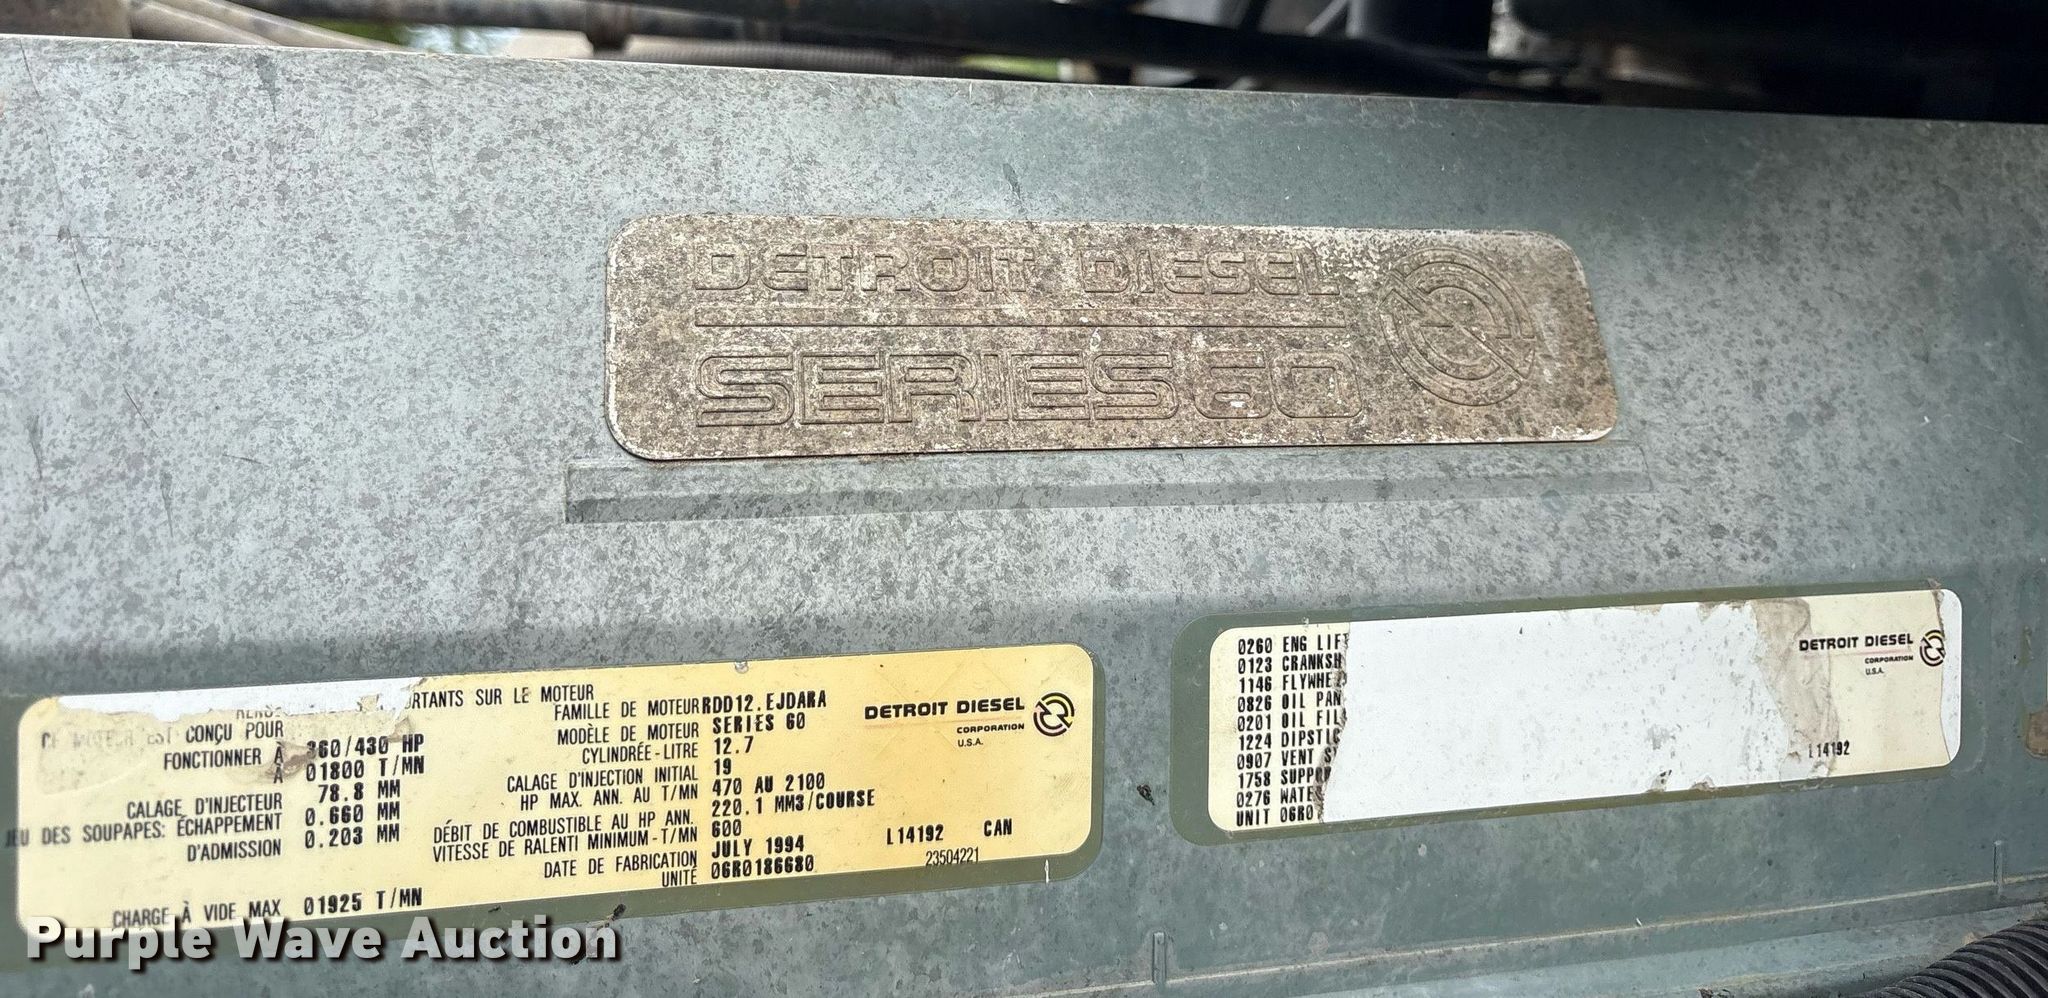 DETROIT DIESEL
SERIES 60
RTANTS SUR LE MOTEUR
EST CONÇU POUR
FONCTIONNER À 360/430 HP
À 01800 T/MN
CALAGE D'INJECTEUR 78.8 MM
JEU DES SOUPAPES: ÉCHAPPEMENT 0.660 MM
D'ADMISSION 0.203 MM
CHARGE À VIDE MAX 01925 T/MN
FAMILLE DE MOTEUR RDD12.EJDARA
MODÈLE DE MOTEUR SERIES 60
CYLINDRÉE-LITRE 12.7
CALAGE D'INJECTION INITIAL 19
HP MAX. ANN. AU T/MN 470 AU 2100
DÉBIT DE COMBUSTIBLE AU HP ANN. 220.1 MM3/COURSE
VITESSE DE RALENTI MINIMUM-T/MN 600
DATE DE FABRICATION JULY 1994
UNITÉ 06R0186680
DETROIT DIESEL
CORPORATION
U.S.A.
L14192 CAN
23504221
0260 ENG LIFT
0123 CRANKSH
1146 FLYWHE
0826 OIL PAN
0201 OIL FIL
1224 DIPSTIC
0907 VENT S
1758 SUPPR
0276 WATE
UNIT 06R0
DETROIT DIESEL
CORPORATION
U.S.A.
L14192
Purple Wave Auction